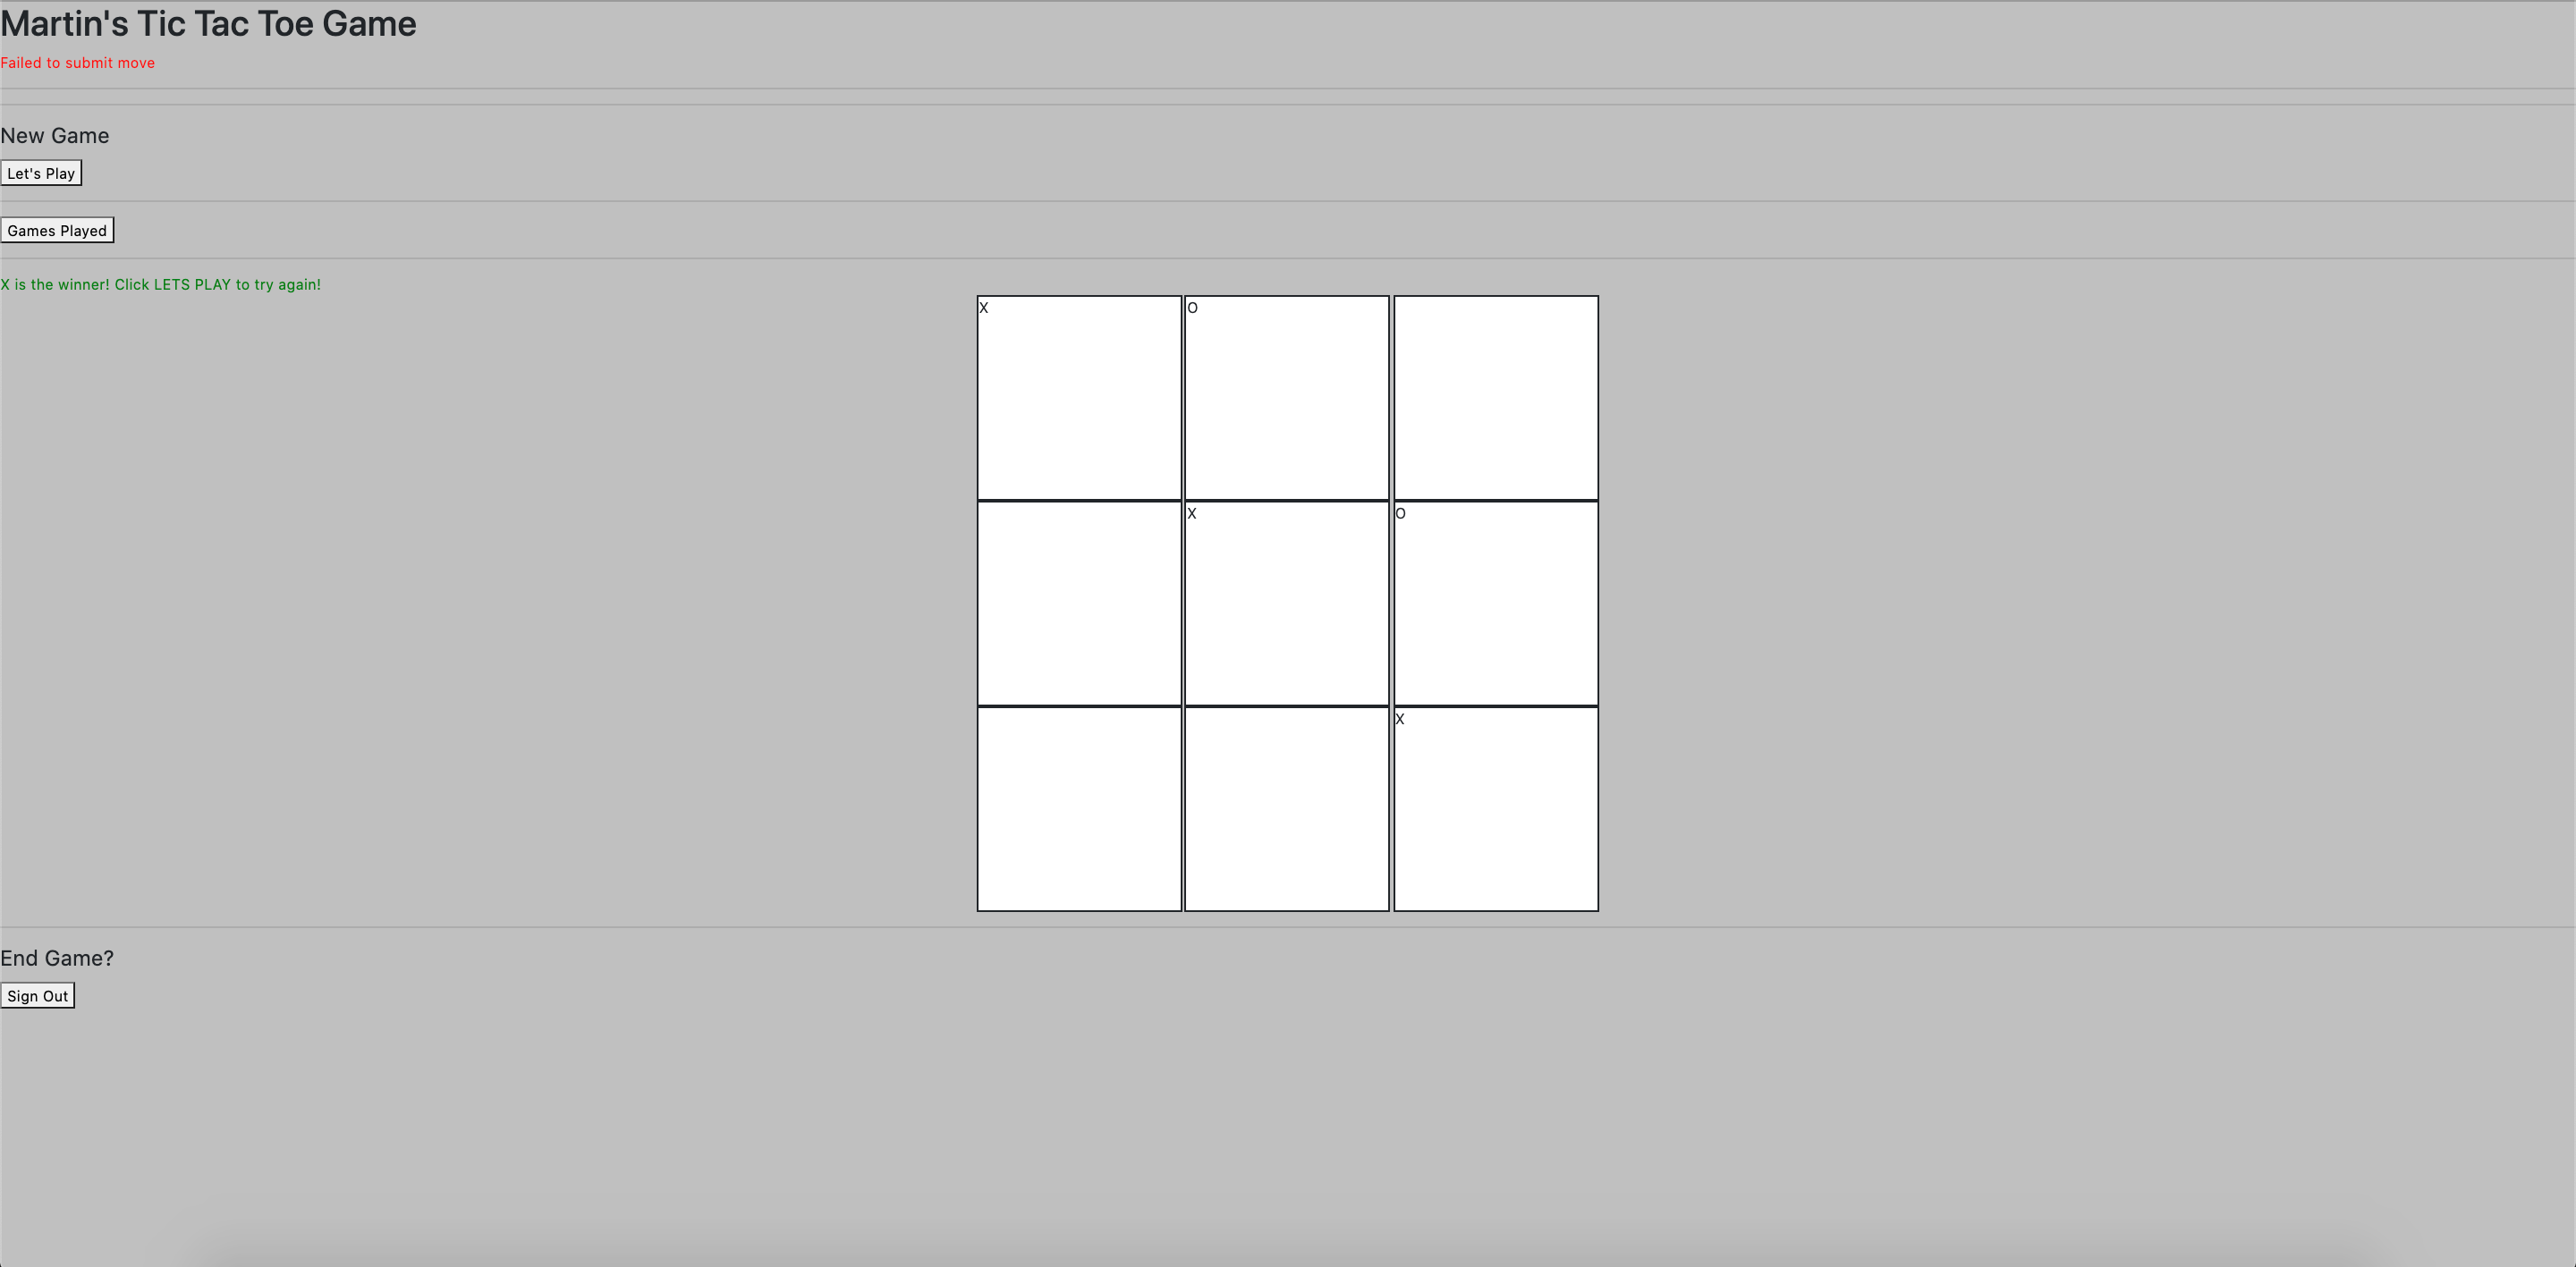 Martin's Tic Tac Toe Game
Failed to submit move
New Game
Let's Play
Games Played
X is the winner! Click LETS PLAY to try again!
X O
X O
X
End Game?
Sign Out